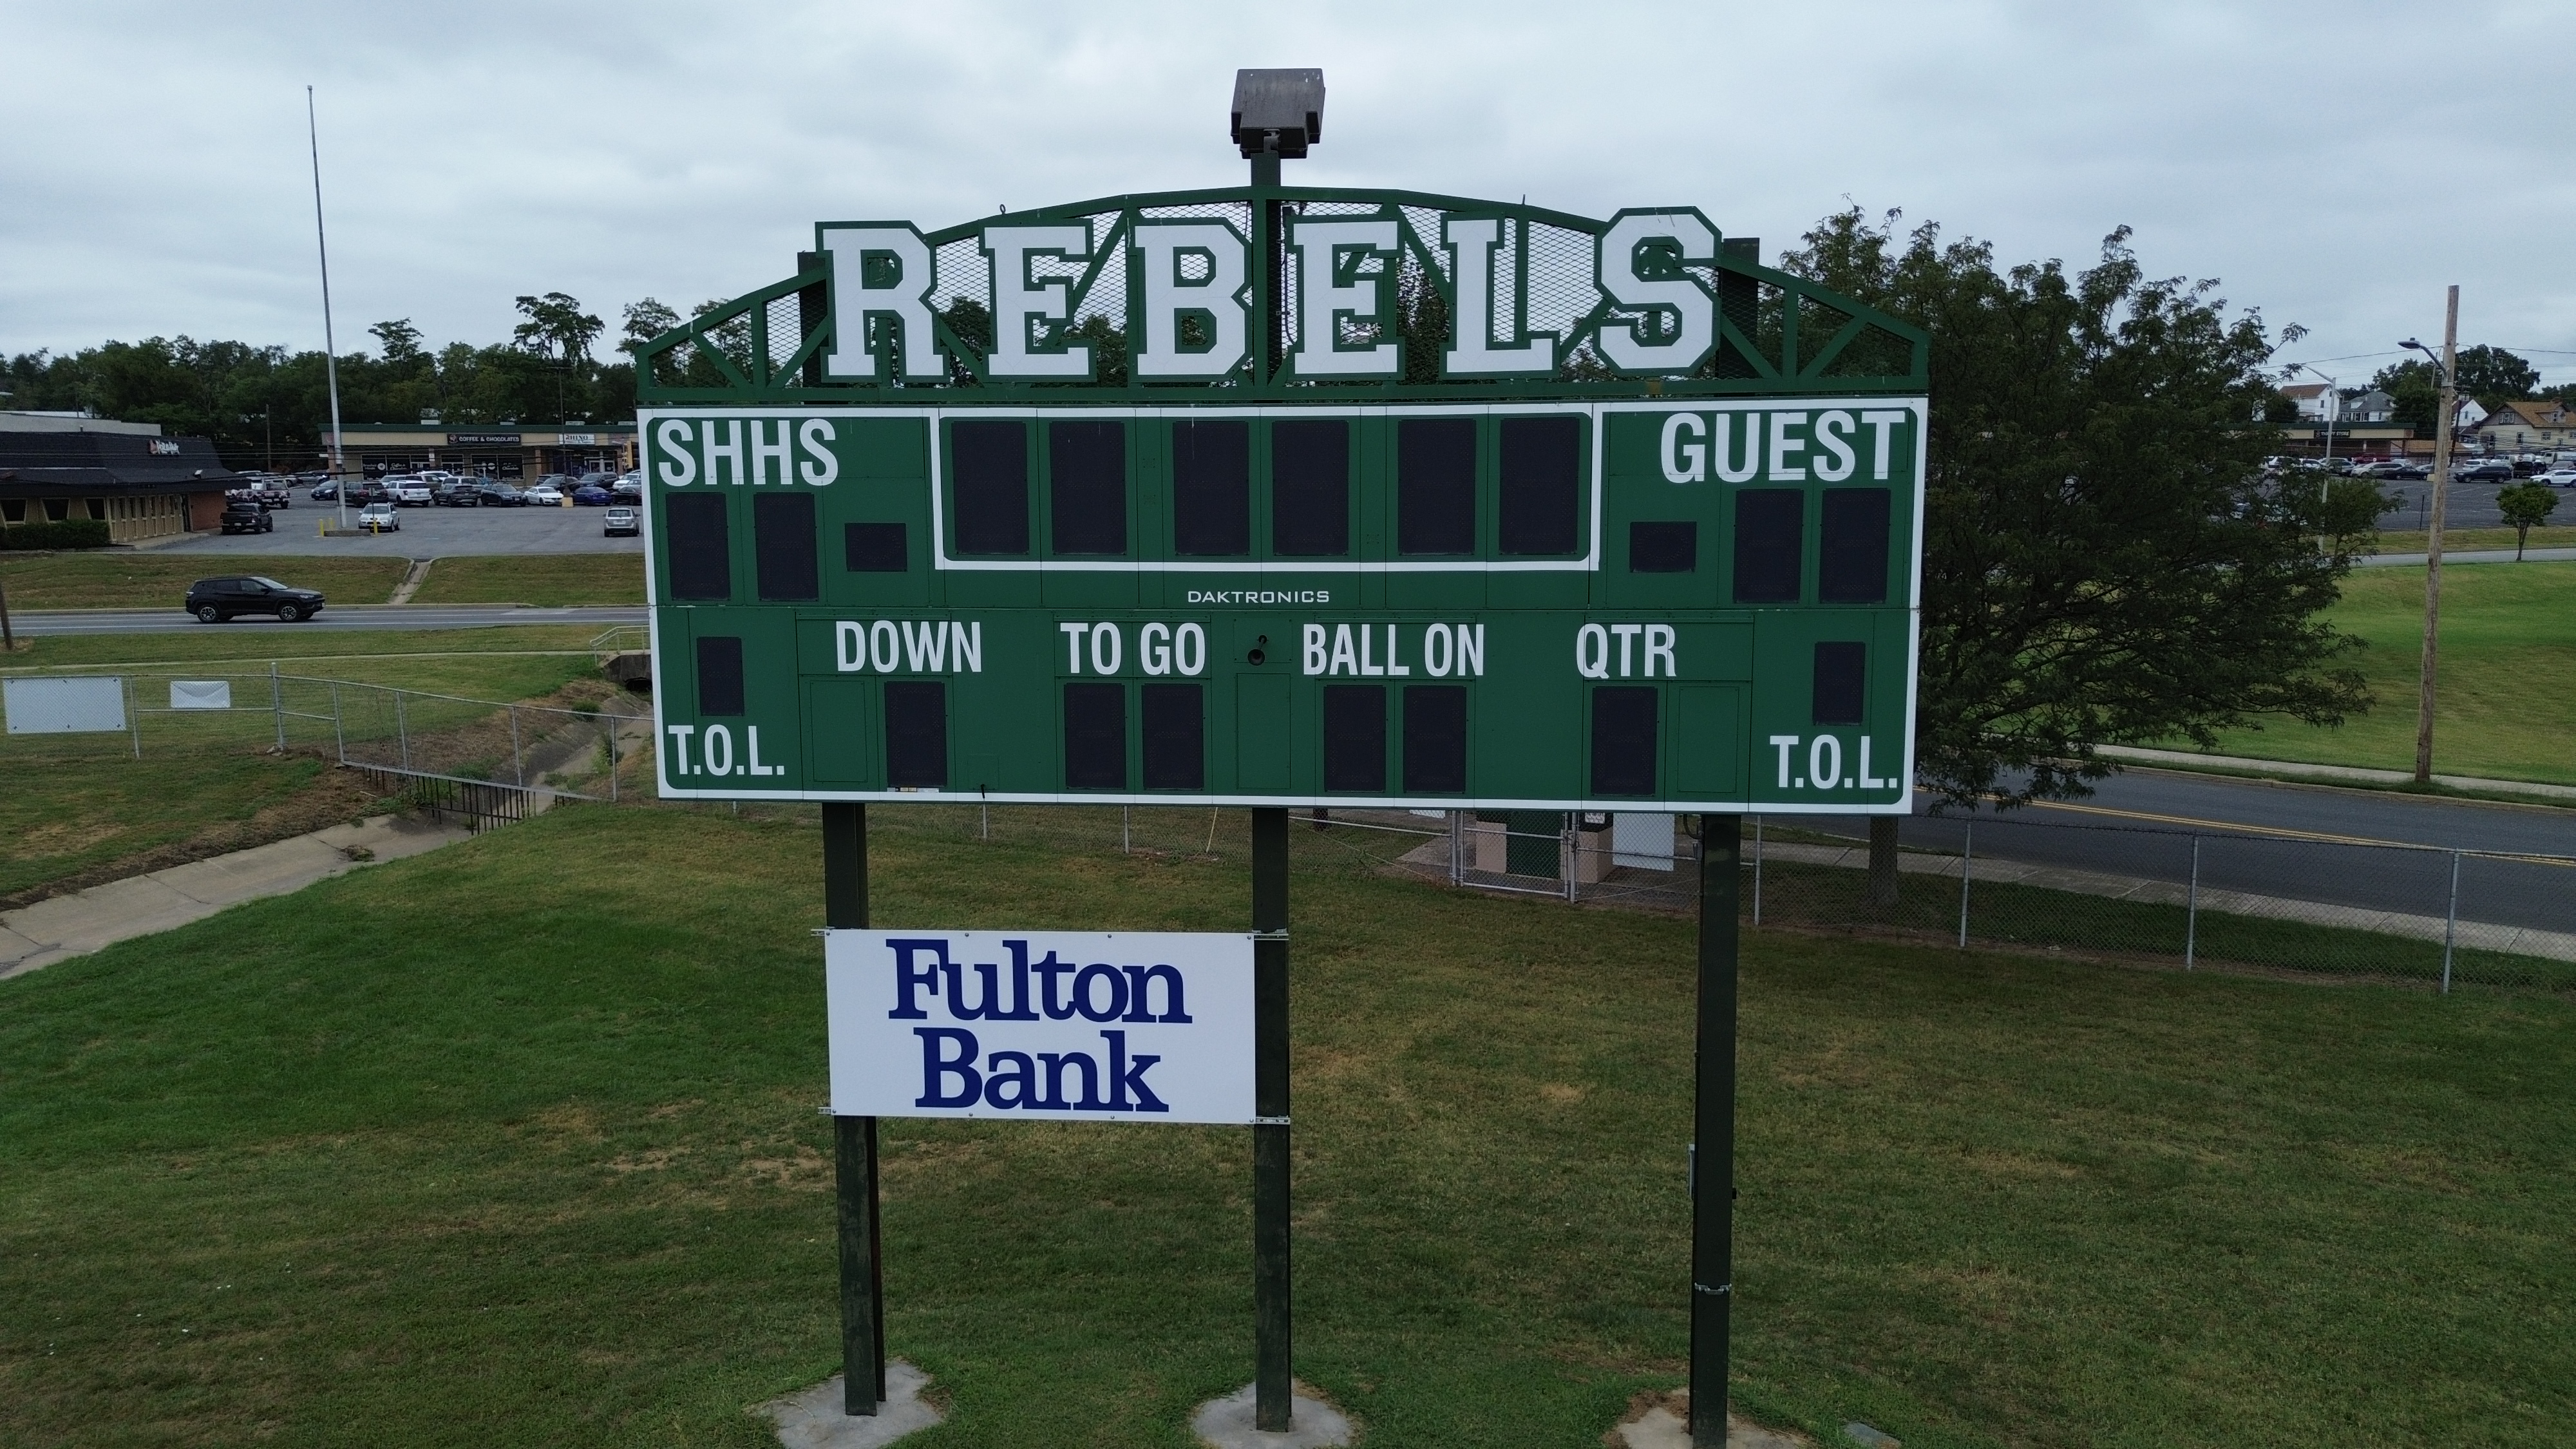 REBELS
SHHS
GUEST
DAKTRONICS
DOWN TO GO BALL ON QTR
T.O.L.
T.O.L.
Fulton
Bank
COFFEE & CHOCOLATES